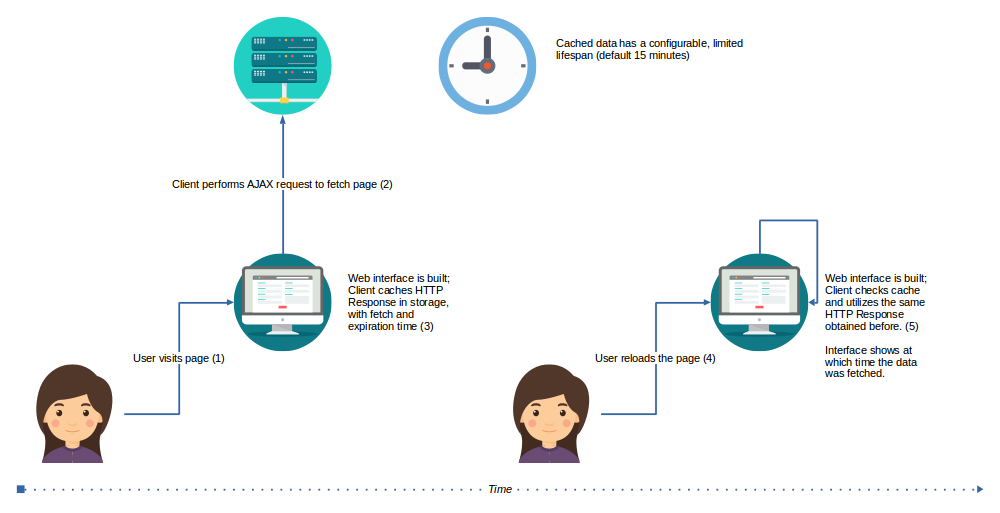 Cached data has a configurable, limited
lifespan (default 15 minutes)
Client performs AJAX request to fetch page (2)
Web interface is built;
Client caches HTTP
Response in storage,
with fetch and
expiration time (3)
User visits page (1)
Web interface is built;
Client checks cache
and utilizes the same
HTTP Response
obtained before. (5)
Interface shows at
which time the data
was fetched.
User reloads the page (4)
Time